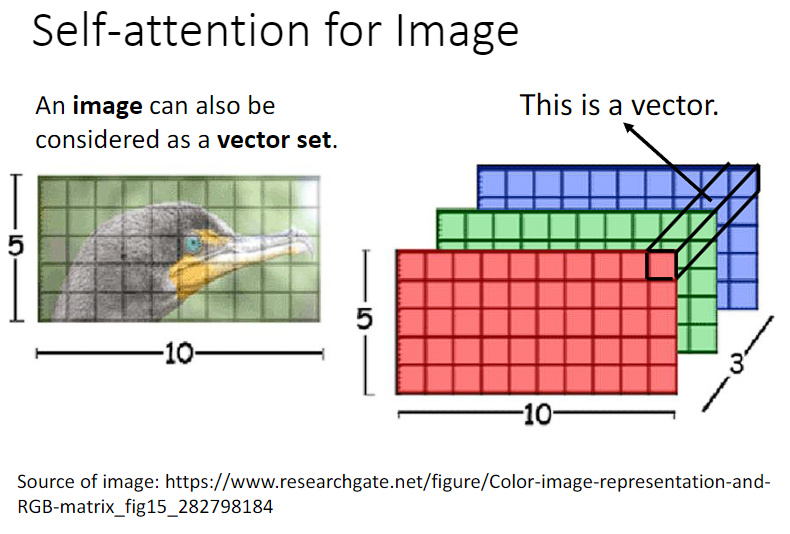 Self-attention for Image
An image can also be
considered as a vector set.
This is a vector.
5
10
5
10
3
Source of image: https://www.researchgate.net/figure/Color-image-representation-and-
RGB-matrix_fig15_282798184